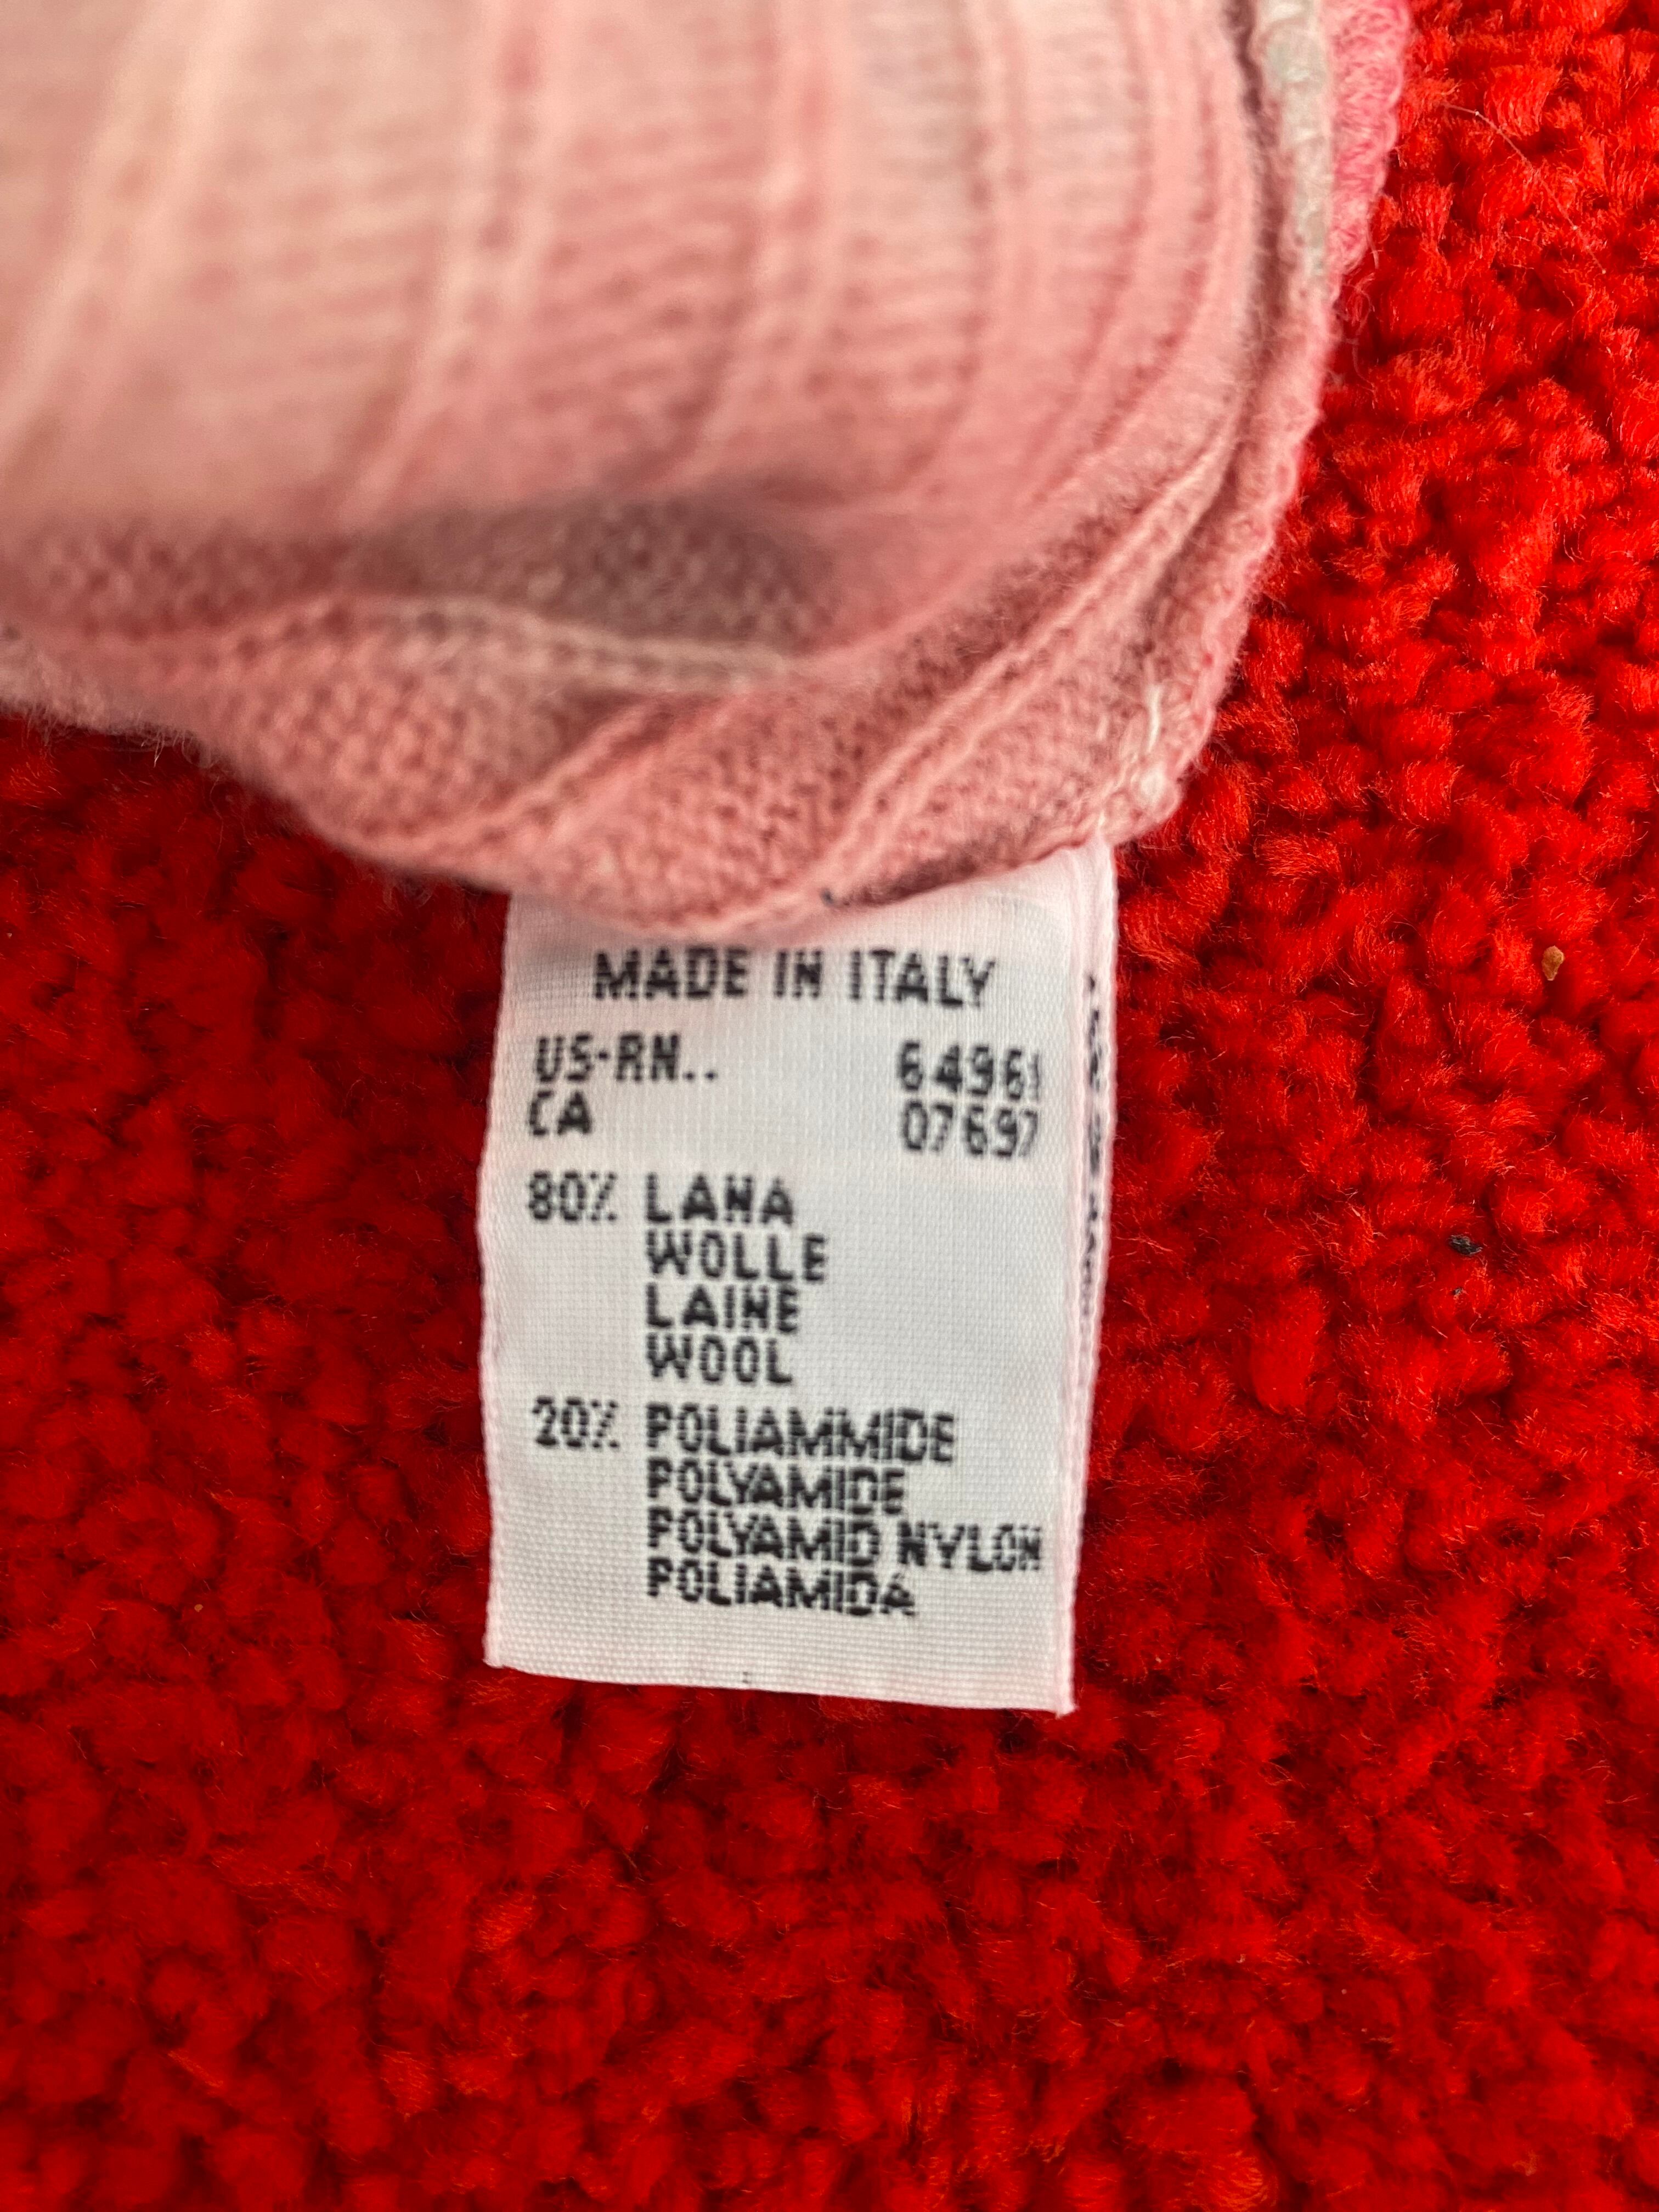 MADE IN ITALY
US-RN.. 64961
CA 07697
80% LANA
WOLLE
LAINE
WOOL
20% POLIAMMIDE
POLYAMIDE
POLYAMID NYLON
POLIAMIDA